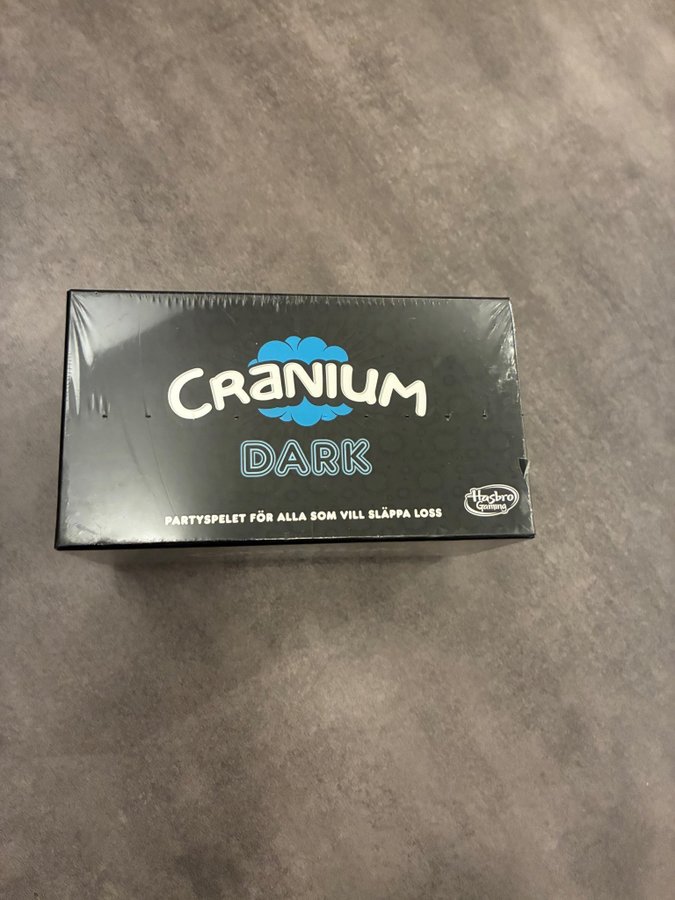 CRANIUM
DARK
PARTYSPELET FÖR ALLA SOM VILL SLÄPPA LOSS
Hasbro
Gaming